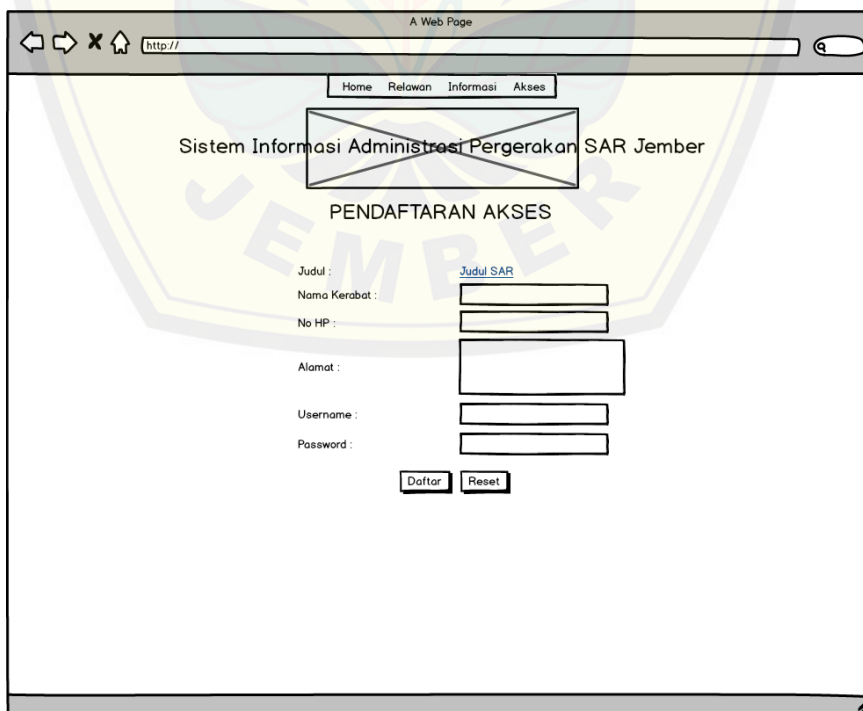 A Web Page
http://
Home Relawan Informasi Akses
Sistem Informasi Administrasi Pergerakan SAR Jember
PENDAFTARAN AKSES
Judul : Judul SAR
Nama Kerabat :
No HP :
Alamat :
Username :
Password :
Daftar Reset
JEMBER